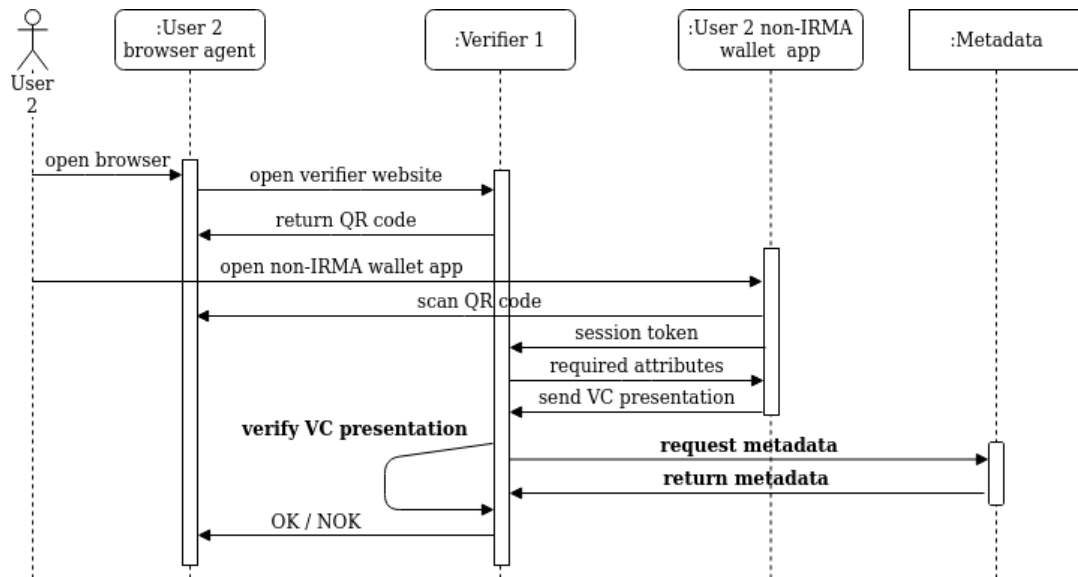 :User 2
browser agent
:Verifier 1
:User 2 non-IRMA
wallet app
:Metadata
User
2
open browser
open verifier website
return QR code
open non-IRMA wallet app
scan QR code
session token
required attributes
send VC presentation
verify VC presentation
request metadata
return metadata
OK / NOK